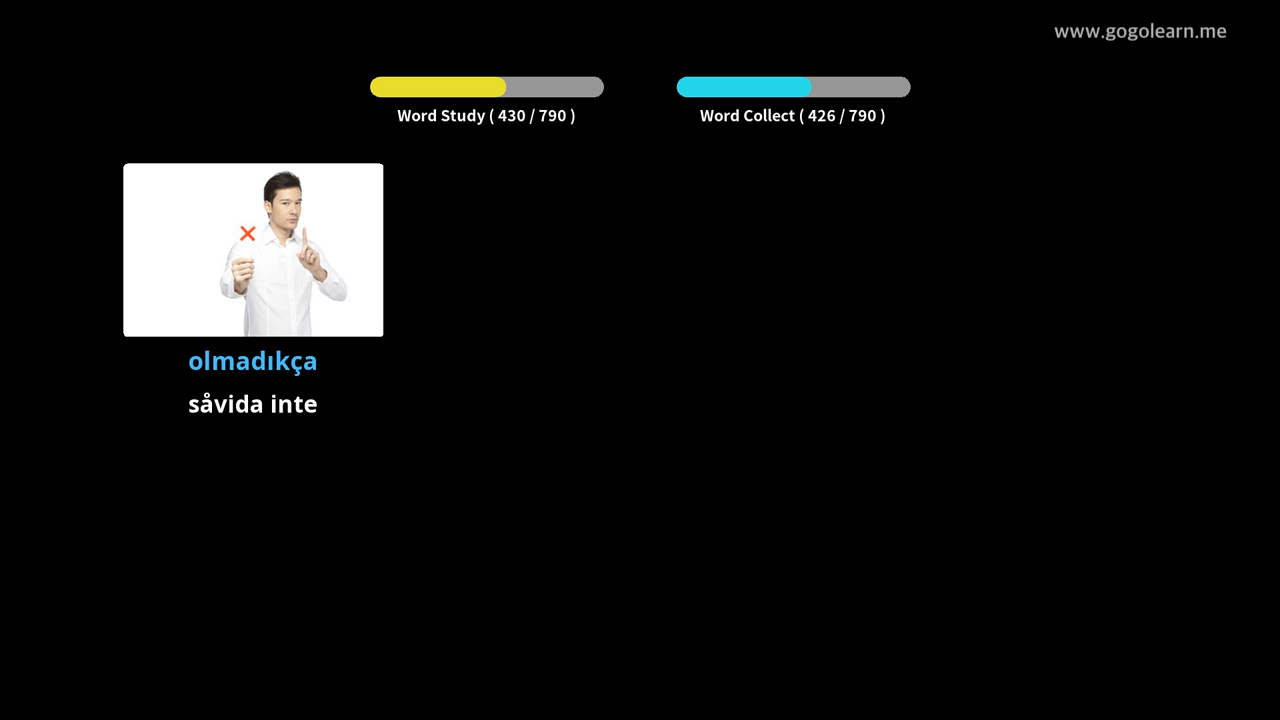 www.gogolearn.me
Word Study ( 430 / 790 )
Word Collect ( 426 / 790 )
olmadıkça
såvida inte